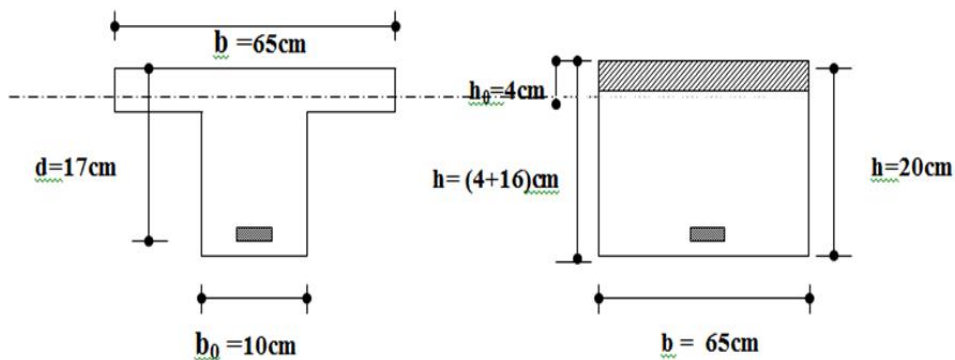 b =65cm
d=17cm
b₀ =10cm
h₀=4cm
h= (4+16)cm
h=20cm
b = 65cm